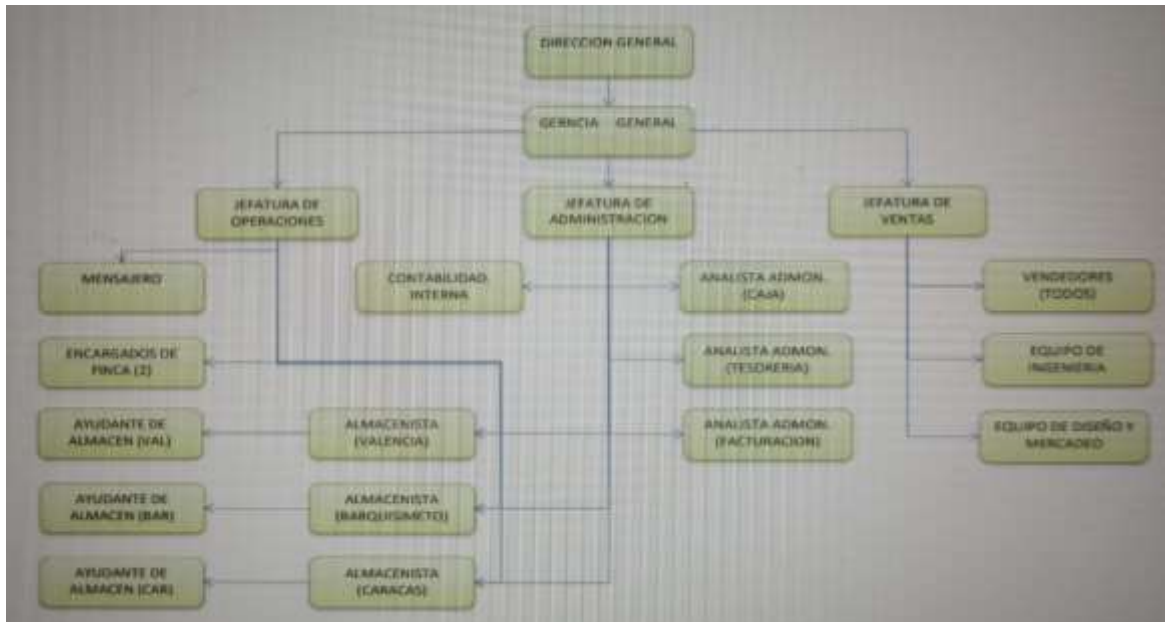 DIRECCION GENERAL
GERNCIA GENERAL
JEFATURA DE
OPERACIONES
JEFATURA DE
ADMINISTRACION
JEFATURA DE
VENTAS
MENSAJERO
CONTABILIDAD
INTERNA
ANALISTA ADMON.
(CAJA)
VENDEDORES
(TODOS)
ENCARGADOS DE
FINCA (2)
ANALISTA ADMON.
(TESORERIA)
EQUIPO DE
INGENIERIA
AYUDANTE DE
ALMACEN (VAL)
ALMACENISTA
(VALENCIA)
ANALISTA ADMON.
(FACTURACION)
EQUIPO DE DISEÑO Y
MERCADEO
AYUDANTE DE
ALMACEN (BAR)
ALMACENISTA
(BARQUISIMETO)
AYUDANTE DE
ALMACEN (CAR)
ALMACENISTA
(CARACAS)